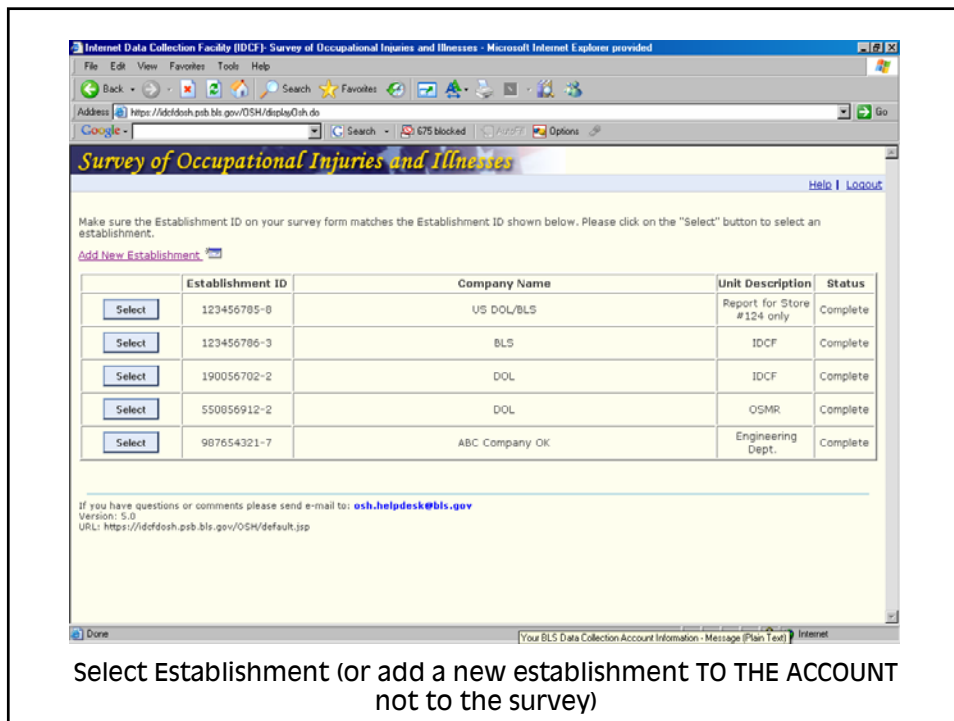 Internet Data Collection Facility (IDCF)- Survey of Occupational Injuries and Illnesses - Microsoft Internet Explorer provided
File Edit View Favorites Tools Help
Back Search Favorites
Address https://idcfdosh.psb.bls.gov/OSH/displayOsh.do Go
Google - Search 675 blocked AutoFill Options
Survey of Occupational Injuries and Illnesses
Help | Logout
Make sure the Establishment ID on your survey form matches the Establishment ID shown below. Please click on the "Select" button to select an
establishment.
Add New Establishment
Establishment ID Company Name Unit Description Status
Select 123456785-8 US DOL/BLS Report for Store #124 only Complete
Select 123456786-3 BLS IDCF Complete
Select 190056702-2 DOL IDCF Complete
Select 550856912-2 DOL OSMR Complete
Select 987654321-7 ABC Company OK Engineering Dept. Complete
If you have questions or comments please send e-mail to: osh.helpdesk@bls.gov
Version: 5.0
URL: https://idcfdosh.psb.bls.gov/OSH/default.jsp
Done Your BLS Data Collection Account Information - Message (Plain Text) Internet
Select Establishment (or add a new establishment TO THE ACCOUNT
not to the survey)